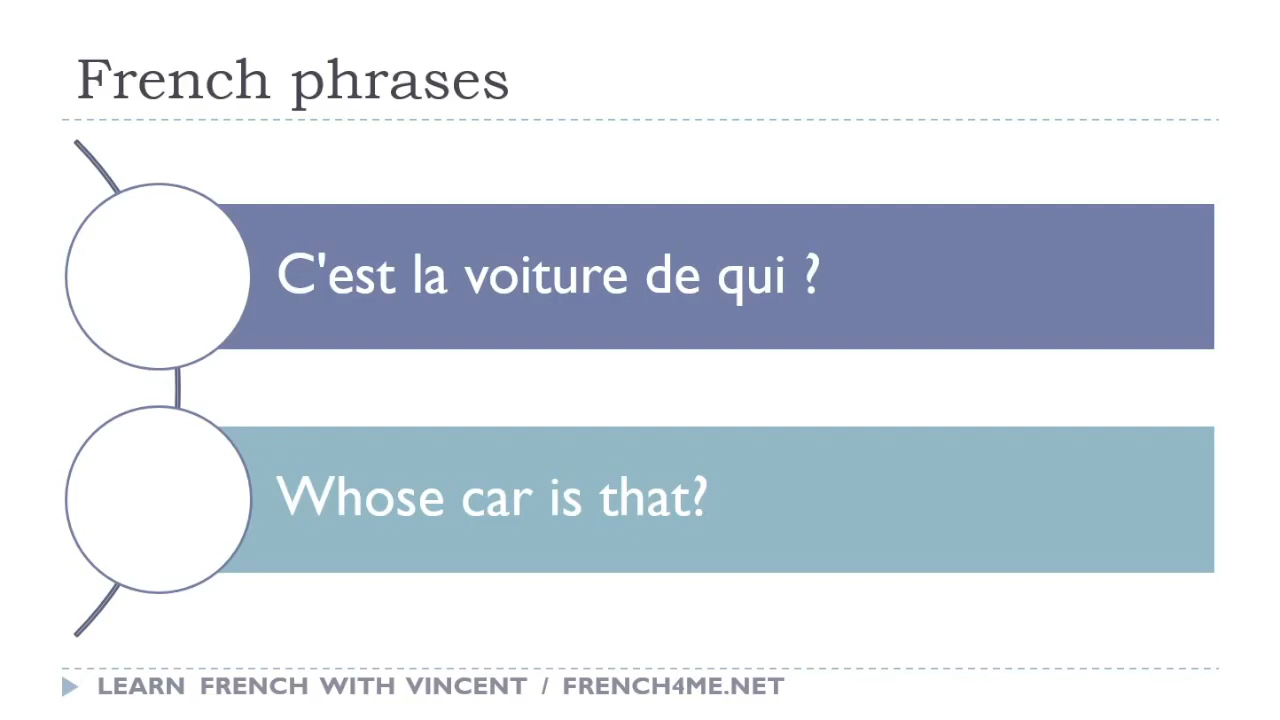 French phrases
C'est la voiture de qui ?
Whose car is that?
LEARN FRENCH WITH VINCENT / FRENCH4ME.NET